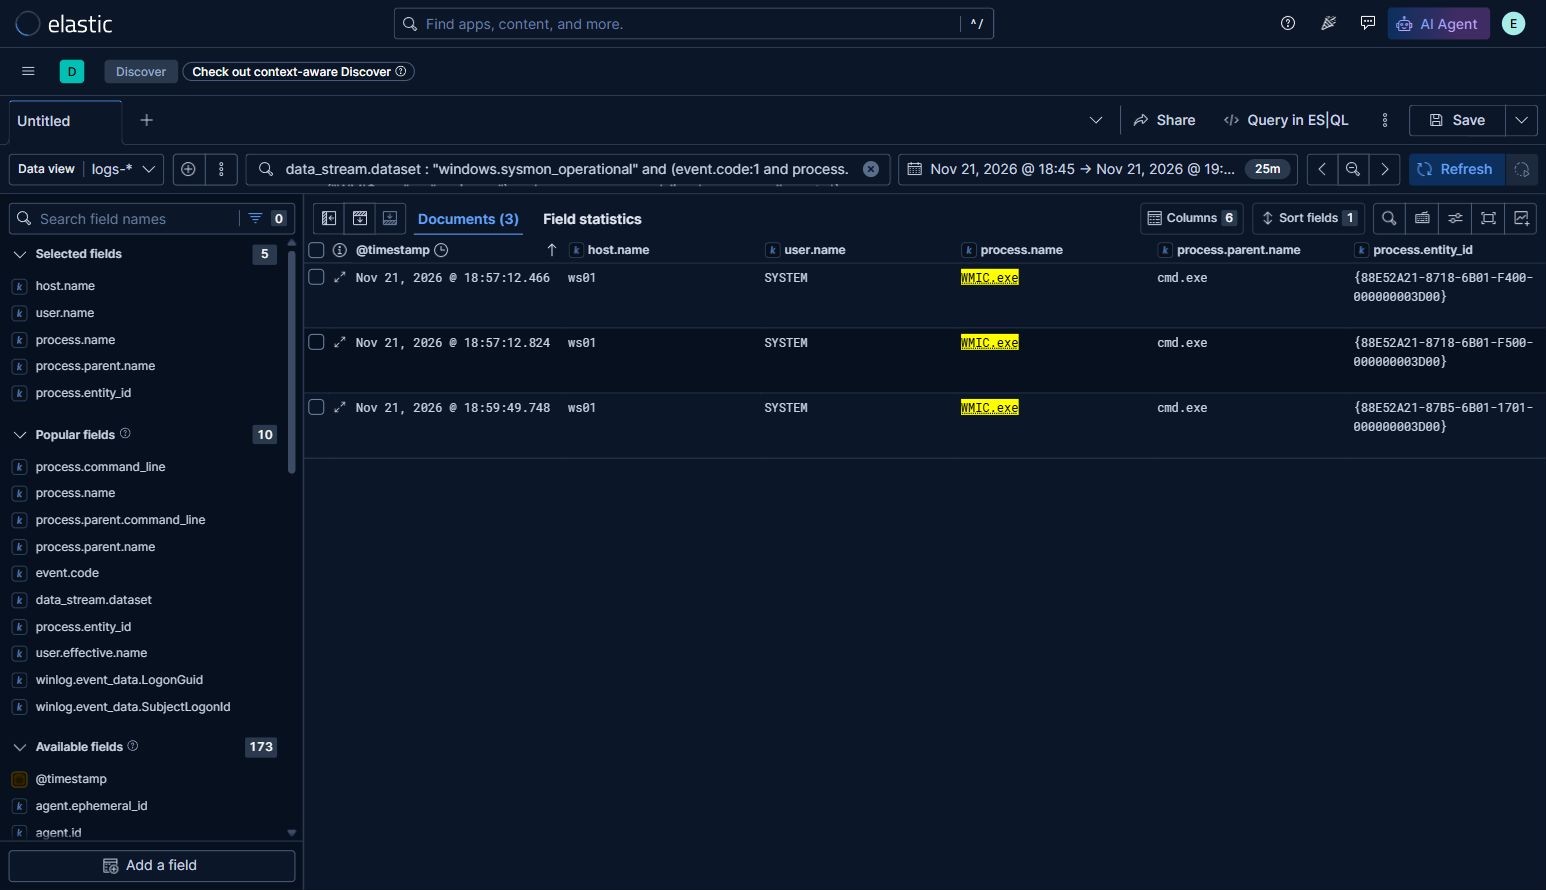 elastic
Find apps, content, and more.
^/
AI Agent
E
D
Discover
Check out context-aware Discover
Untitled
Share
Query in ES|QL
Save
Data view
logs-*
data_stream.dataset : "windows.sysmon_operational" and (event.code:1 and process.
Nov 21, 2026 @ 18:45 → Nov 21, 2026 @ 19:...
25m
Refresh
Search field names
0
Documents (3)
Field statistics
Columns 6
Sort fields 1
Selected fields
5
host.name
user.name
process.name
process.parent.name
process.entity_id
Popular fields
10
process.command_line
process.name
process.parent.command_line
process.parent.name
event.code
data_stream.dataset
process.entity_id
user.effective.name
winlog.event_data.LogonGuid
winlog.event_data.SubjectLogonId
Available fields
173
@timestamp
agent.ephemeral_id
agent.id
Add a field
@timestamp
host.name
user.name
process.name
process.parent.name
process.entity_id
Nov 21, 2026 @ 18:57:12.466 ws01 SYSTEM WMIC.exe cmd.exe {88E52A21-8718-6B01-F400-
000000003D00}
Nov 21, 2026 @ 18:57:12.824 ws01 SYSTEM WMIC.exe cmd.exe {88E52A21-8718-6B01-F500-
000000003D00}
Nov 21, 2026 @ 18:59:49.748 ws01 SYSTEM WMIC.exe cmd.exe {88E52A21-87B5-6B01-1701-
000000003D00}